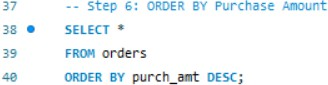 37 -- Step 6: ORDER BY Purchase Amount
38 SELECT *
39 FROM orders
40 ORDER BY purch_amt DESC;